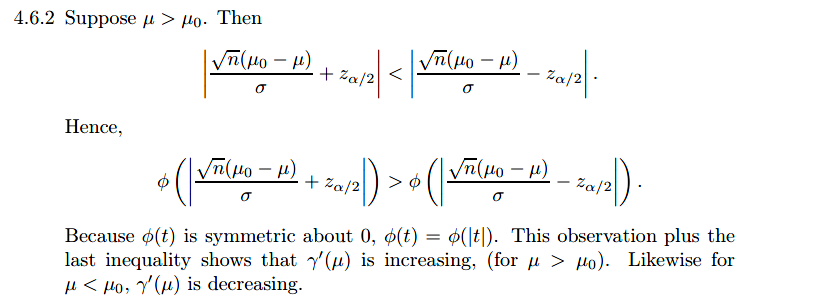 4.6.2 Suppose μ > μ₀. Then
|√n(μ₀ − μ)/σ + z_{α/2}| < |√n(μ₀ − μ)/σ − z_{α/2}| .
Hence,
ϕ(|√n(μ₀ − μ)/σ + z_{α/2}|) > ϕ(|√n(μ₀ − μ)/σ − z_{α/2}|) .
Because ϕ(t) is symmetric about 0, ϕ(t) = ϕ(|t|). This observation plus the
last inequality shows that γ′(μ) is increasing, (for μ > μ₀). Likewise for
μ < μ₀, γ′(μ) is decreasing.